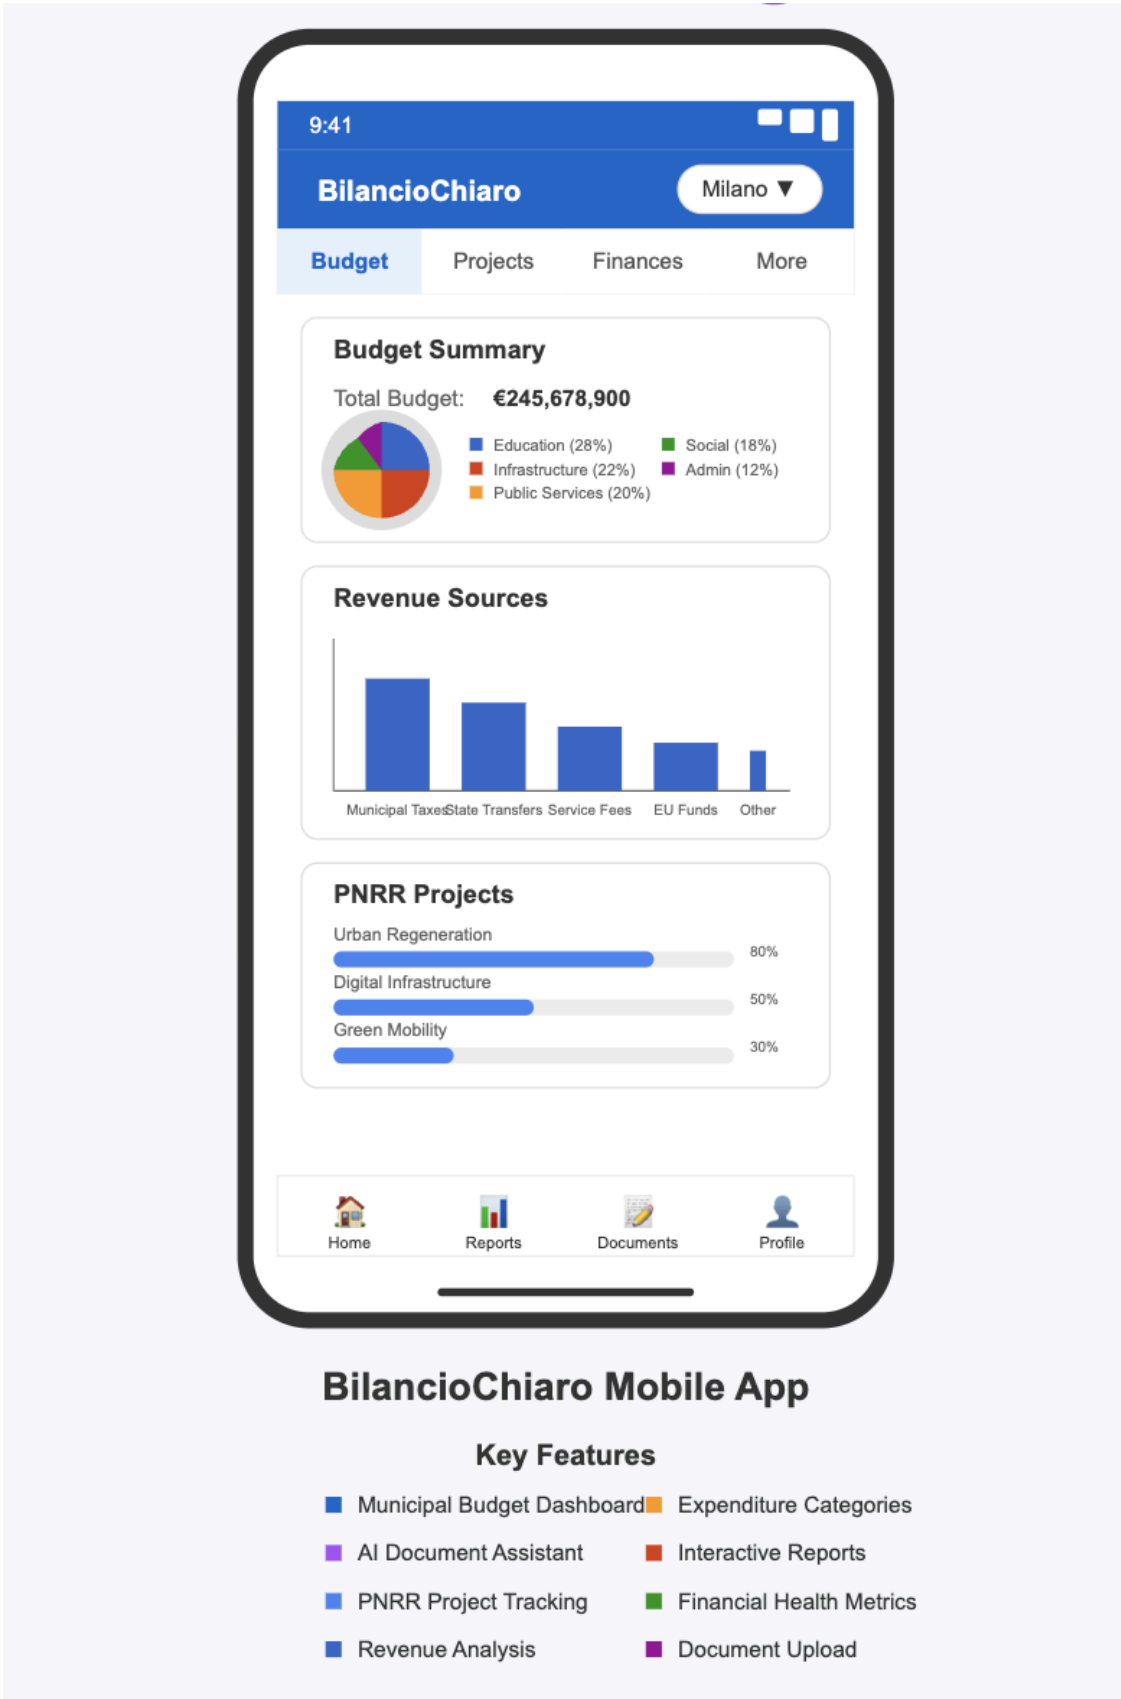 9:41
BilancioChiaro
Milano ▼
Budget
Projects
Finances
More
Budget Summary
Total Budget: €245,678,900
Education (28%)
Infrastructure (22%)
Public Services (20%)
Social (18%)
Admin (12%)
Revenue Sources
Municipal Taxes
State Transfers
Service Fees
EU Funds
Other
PNRR Projects
Urban Regeneration
80%
Digital Infrastructure
50%
Green Mobility
30%
Home
Reports
Documents
Profile
BilancioChiaro Mobile App
Key Features
Municipal Budget Dashboard
Expenditure Categories
AI Document Assistant
Interactive Reports
PNRR Project Tracking
Financial Health Metrics
Revenue Analysis
Document Upload